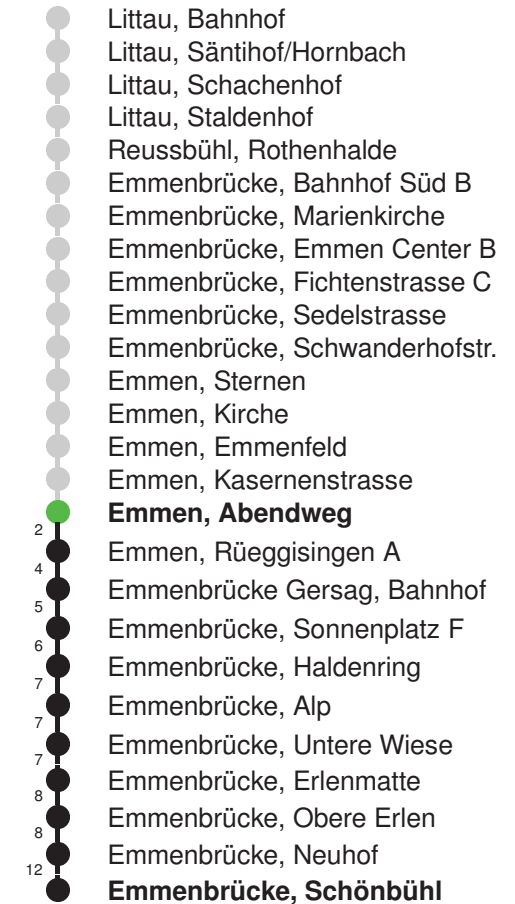 Littau, Bahnhof
Littau, Säntihof/Hornbach
Littau, Schachenhof
Littau, Staldenhof
Reussbühl, Rothenhalde
Emmenbrücke, Bahnhof Süd B
Emmenbrücke, Marienkirche
Emmenbrücke, Emmen Center B
Emmenbrücke, Fichtenstrasse C
Emmenbrücke, Sedelstrasse
Emmenbrücke, Schwanderhofstr.
Emmen, Sternen
Emmen, Kirche
Emmen, Emmenfeld
Emmen, Kasernenstrasse
Emmen, Abendweg
2
Emmen, Rüeggisingen A
4
Emmenbrücke Gersag, Bahnhof
5
Emmenbrücke, Sonnenplatz F
6
Emmenbrücke, Haldenring
7
Emmenbrücke, Alp
7
Emmenbrücke, Untere Wiese
7
Emmenbrücke, Erlenmatte
8
Emmenbrücke, Obere Erlen
8
Emmenbrücke, Neuhof
12
Emmenbrücke, Schönbühl